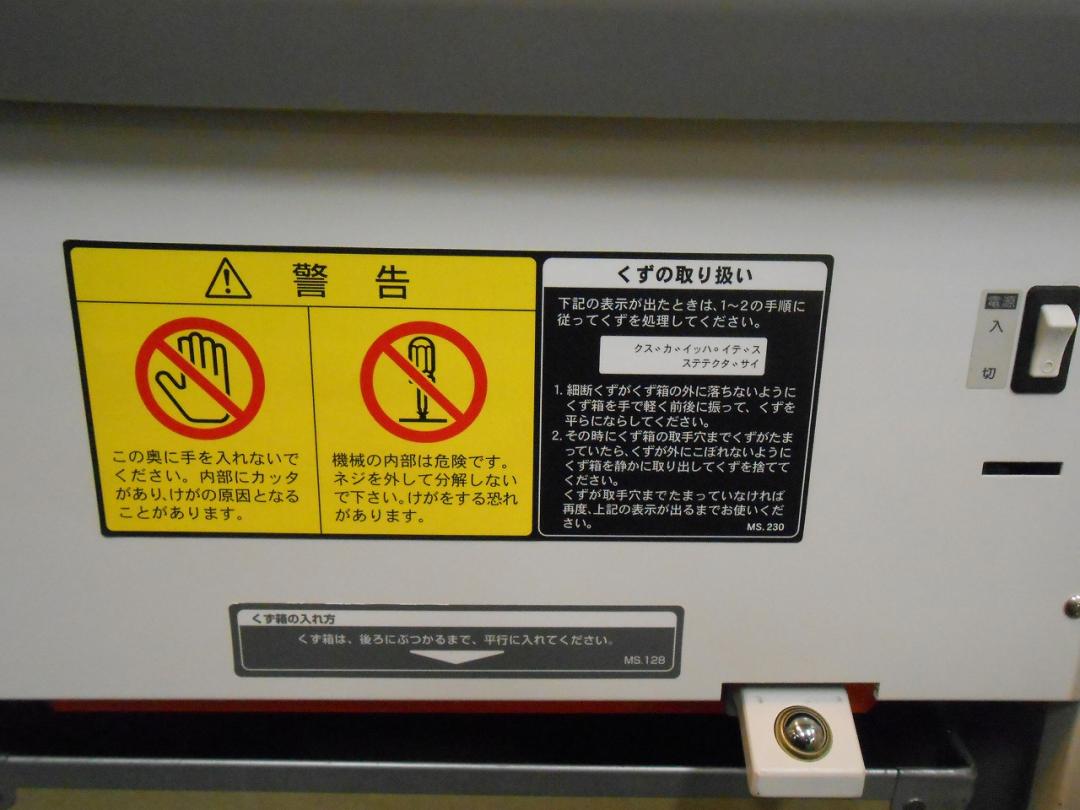 警告
この奥に手を入れないで
ください。内部にカッタ
があり、けがの原因となる
ことがあります。
機械の内部は危険です。
ネジを外して分解しない
で下さい。けがをする恐れ
があります。
くずの取り扱い
下記の表示が出たときは、1〜2の手順に
従ってくずを処理してください。
クス゛カ゛イッハ゜イテ゛ス
ステテクタ゛サイ
1. 細断くずがくず箱の外に落ちないように
くず箱を手で軽く前後に振って、くずを
平らにならしてください。
2. その時にくず箱の取手穴までくずがたま
っていたら、くずが外にこぼれないように
くず箱を静かに取り出してくずを捨てて
ください。
くずが取手穴までたまっていなければ
再度、上記の表示が出るまでお使いくだ
さい。
MS. 230
電源
入
切
くず箱の入れ方
くず箱は、後ろにぶつかるまで、平行に入れてください。
MS.128